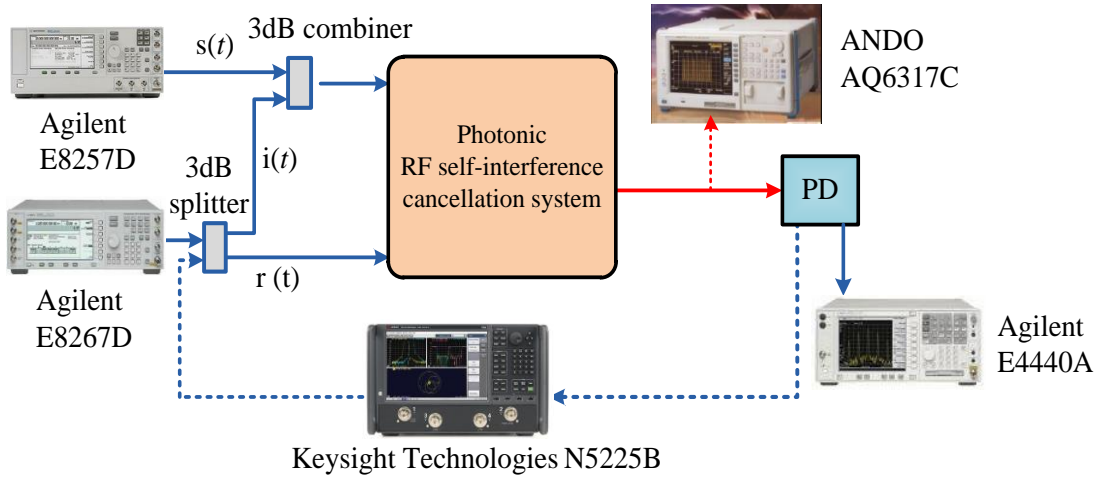 s(t)
3dB combiner
Agilent
E8257D
3dB
splitter
i(t)
r (t)
Agilent
E8267D
Photonic
RF self-interference
cancellation system
ANDO
AQ6317C
PD
Agilent
E4440A
Keysight Technologies N5225B